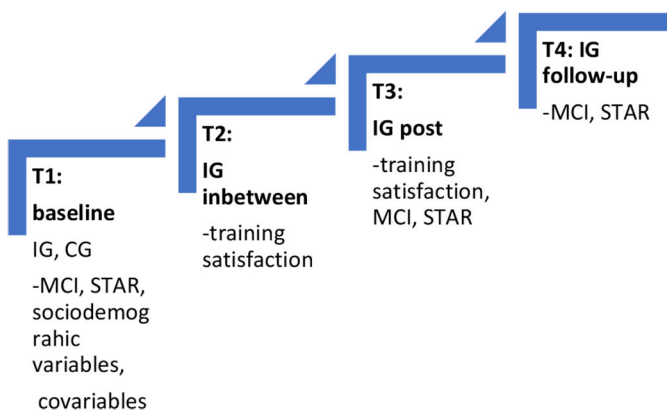 T1:
baseline
IG, CG
-MCI, STAR,
sociodemog
rahic
variables,
covariables
T2:
IG
inbetween
-training
satisfaction
T3:
IG post
-training
satisfaction,
MCI, STAR
T4: IG
follow-up
-MCI, STAR